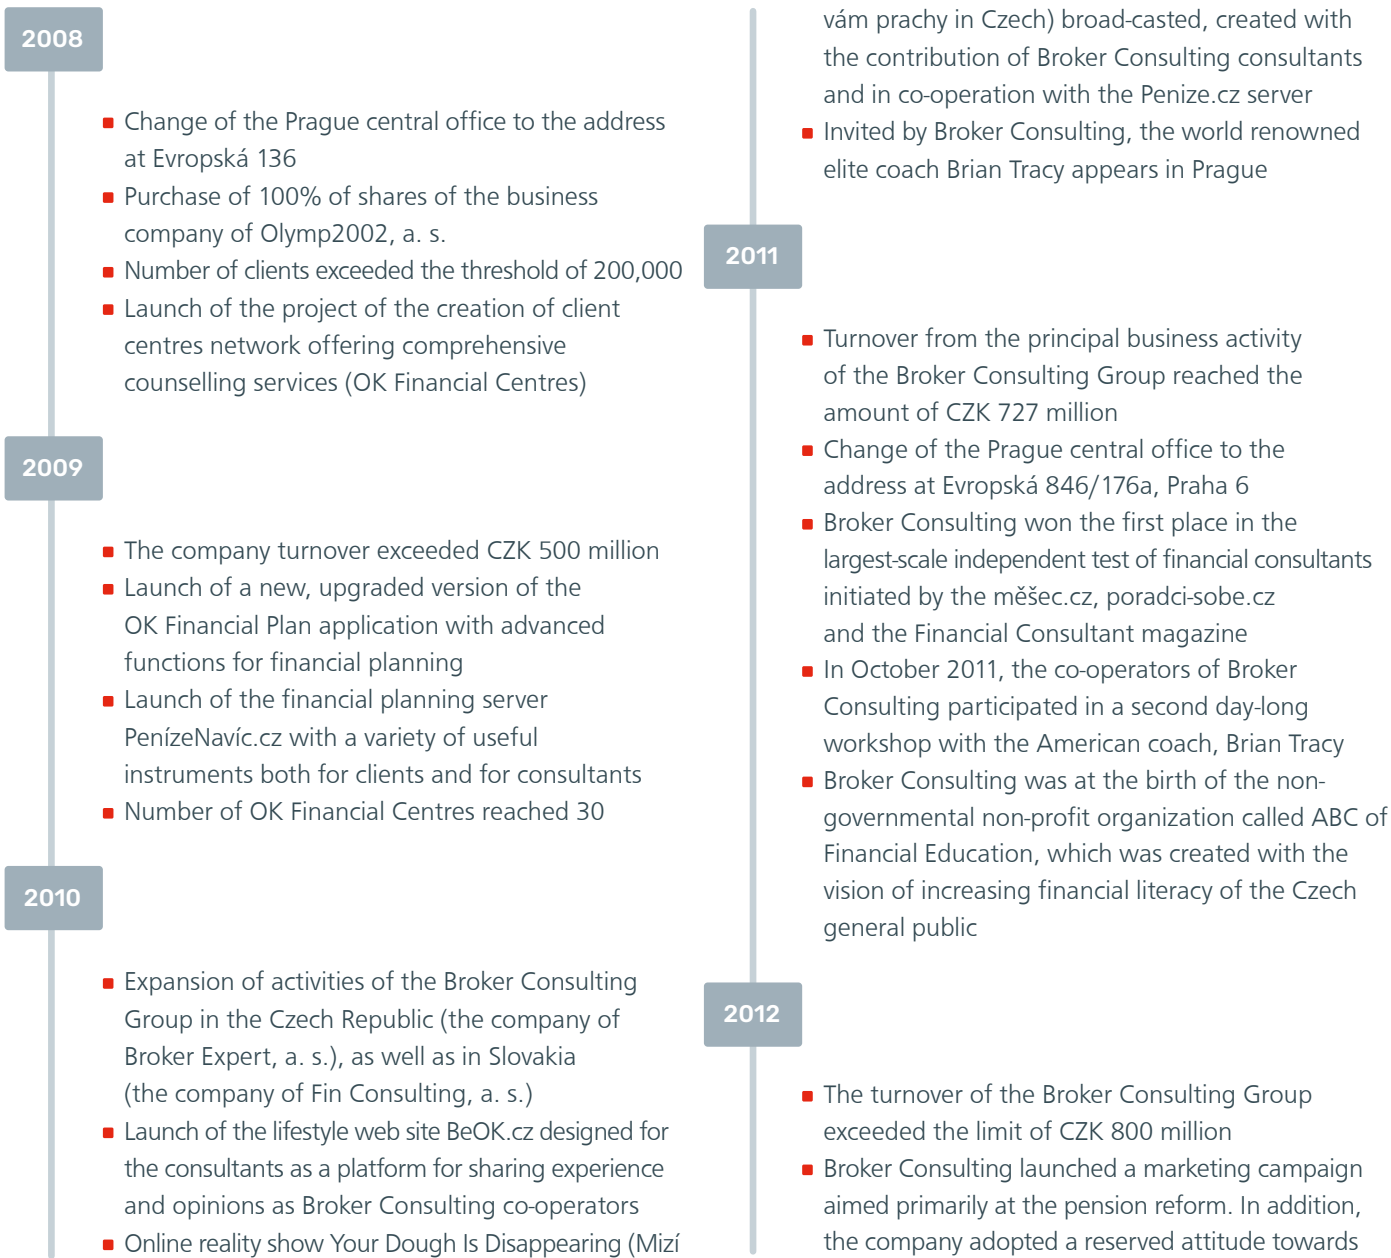 2008
Change of the Prague central office to the address
at Evropská 136
Purchase of 100% of shares of the business
company of Olymp2002, a. s.
Number of clients exceeded the threshold of 200,000
Launch of the project of the creation of client
centres network offering comprehensive
counselling services (OK Financial Centres)
2009
The company turnover exceeded CZK 500 million
Launch of a new, upgraded version of the
OK Financial Plan application with advanced
functions for financial planning
Launch of the financial planning server
PenízeNavíc.cz with a variety of useful
instruments both for clients and for consultants
Number of OK Financial Centres reached 30
2010
Expansion of activities of the Broker Consulting
Group in the Czech Republic (the company of
Broker Expert, a. s.), as well as in Slovakia
(the company of Fin Consulting, a. s.)
Launch of the lifestyle web site BeOK.cz designed for
the consultants as a platform for sharing experience
and opinions as Broker Consulting co-operators
Online reality show Your Dough Is Disappearing (Mizí
vám prachy in Czech) broad-casted, created with
the contribution of Broker Consulting consultants
and in co-operation with the Penize.cz server
Invited by Broker Consulting, the world renowned
elite coach Brian Tracy appears in Prague
2011
Turnover from the principal business activity
of the Broker Consulting Group reached the
amount of CZK 727 million
Change of the Prague central office to the
address at Evropská 846/176a, Praha 6
Broker Consulting won the first place in the
largest-scale independent test of financial consultants
initiated by the měšec.cz, poradci-sobe.cz
and the Financial Consultant magazine
In October 2011, the co-operators of Broker
Consulting participated in a second day-long
workshop with the American coach, Brian Tracy
Broker Consulting was at the birth of the non-
governmental non-profit organization called ABC of
Financial Education, which was created with the
vision of increasing financial literacy of the Czech
general public
2012
The turnover of the Broker Consulting Group
exceeded the limit of CZK 800 million
Broker Consulting launched a marketing campaign
aimed primarily at the pension reform. In addition,
the company adopted a reserved attitude towards